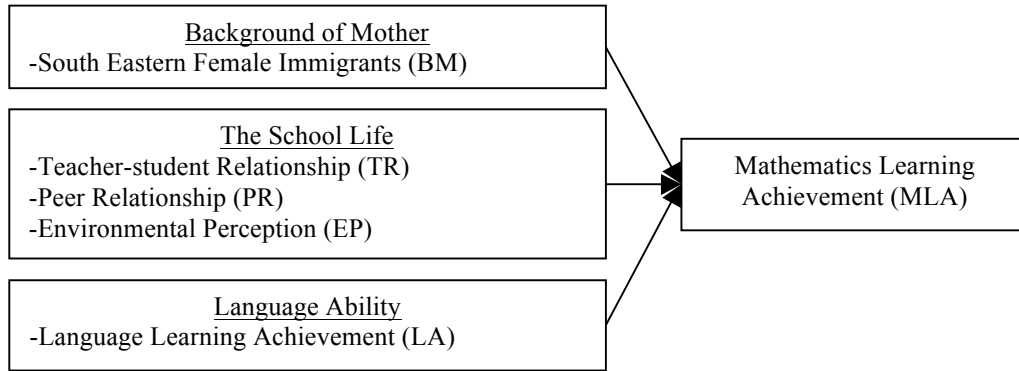 Background of Mother
-South Eastern Female Immigrants (BM)
The School Life
-Teacher-student Relationship (TR)
-Peer Relationship (PR)
-Environmental Perception (EP)
Language Ability
-Language Learning Achievement (LA)
Mathematics Learning
Achievement (MLA)